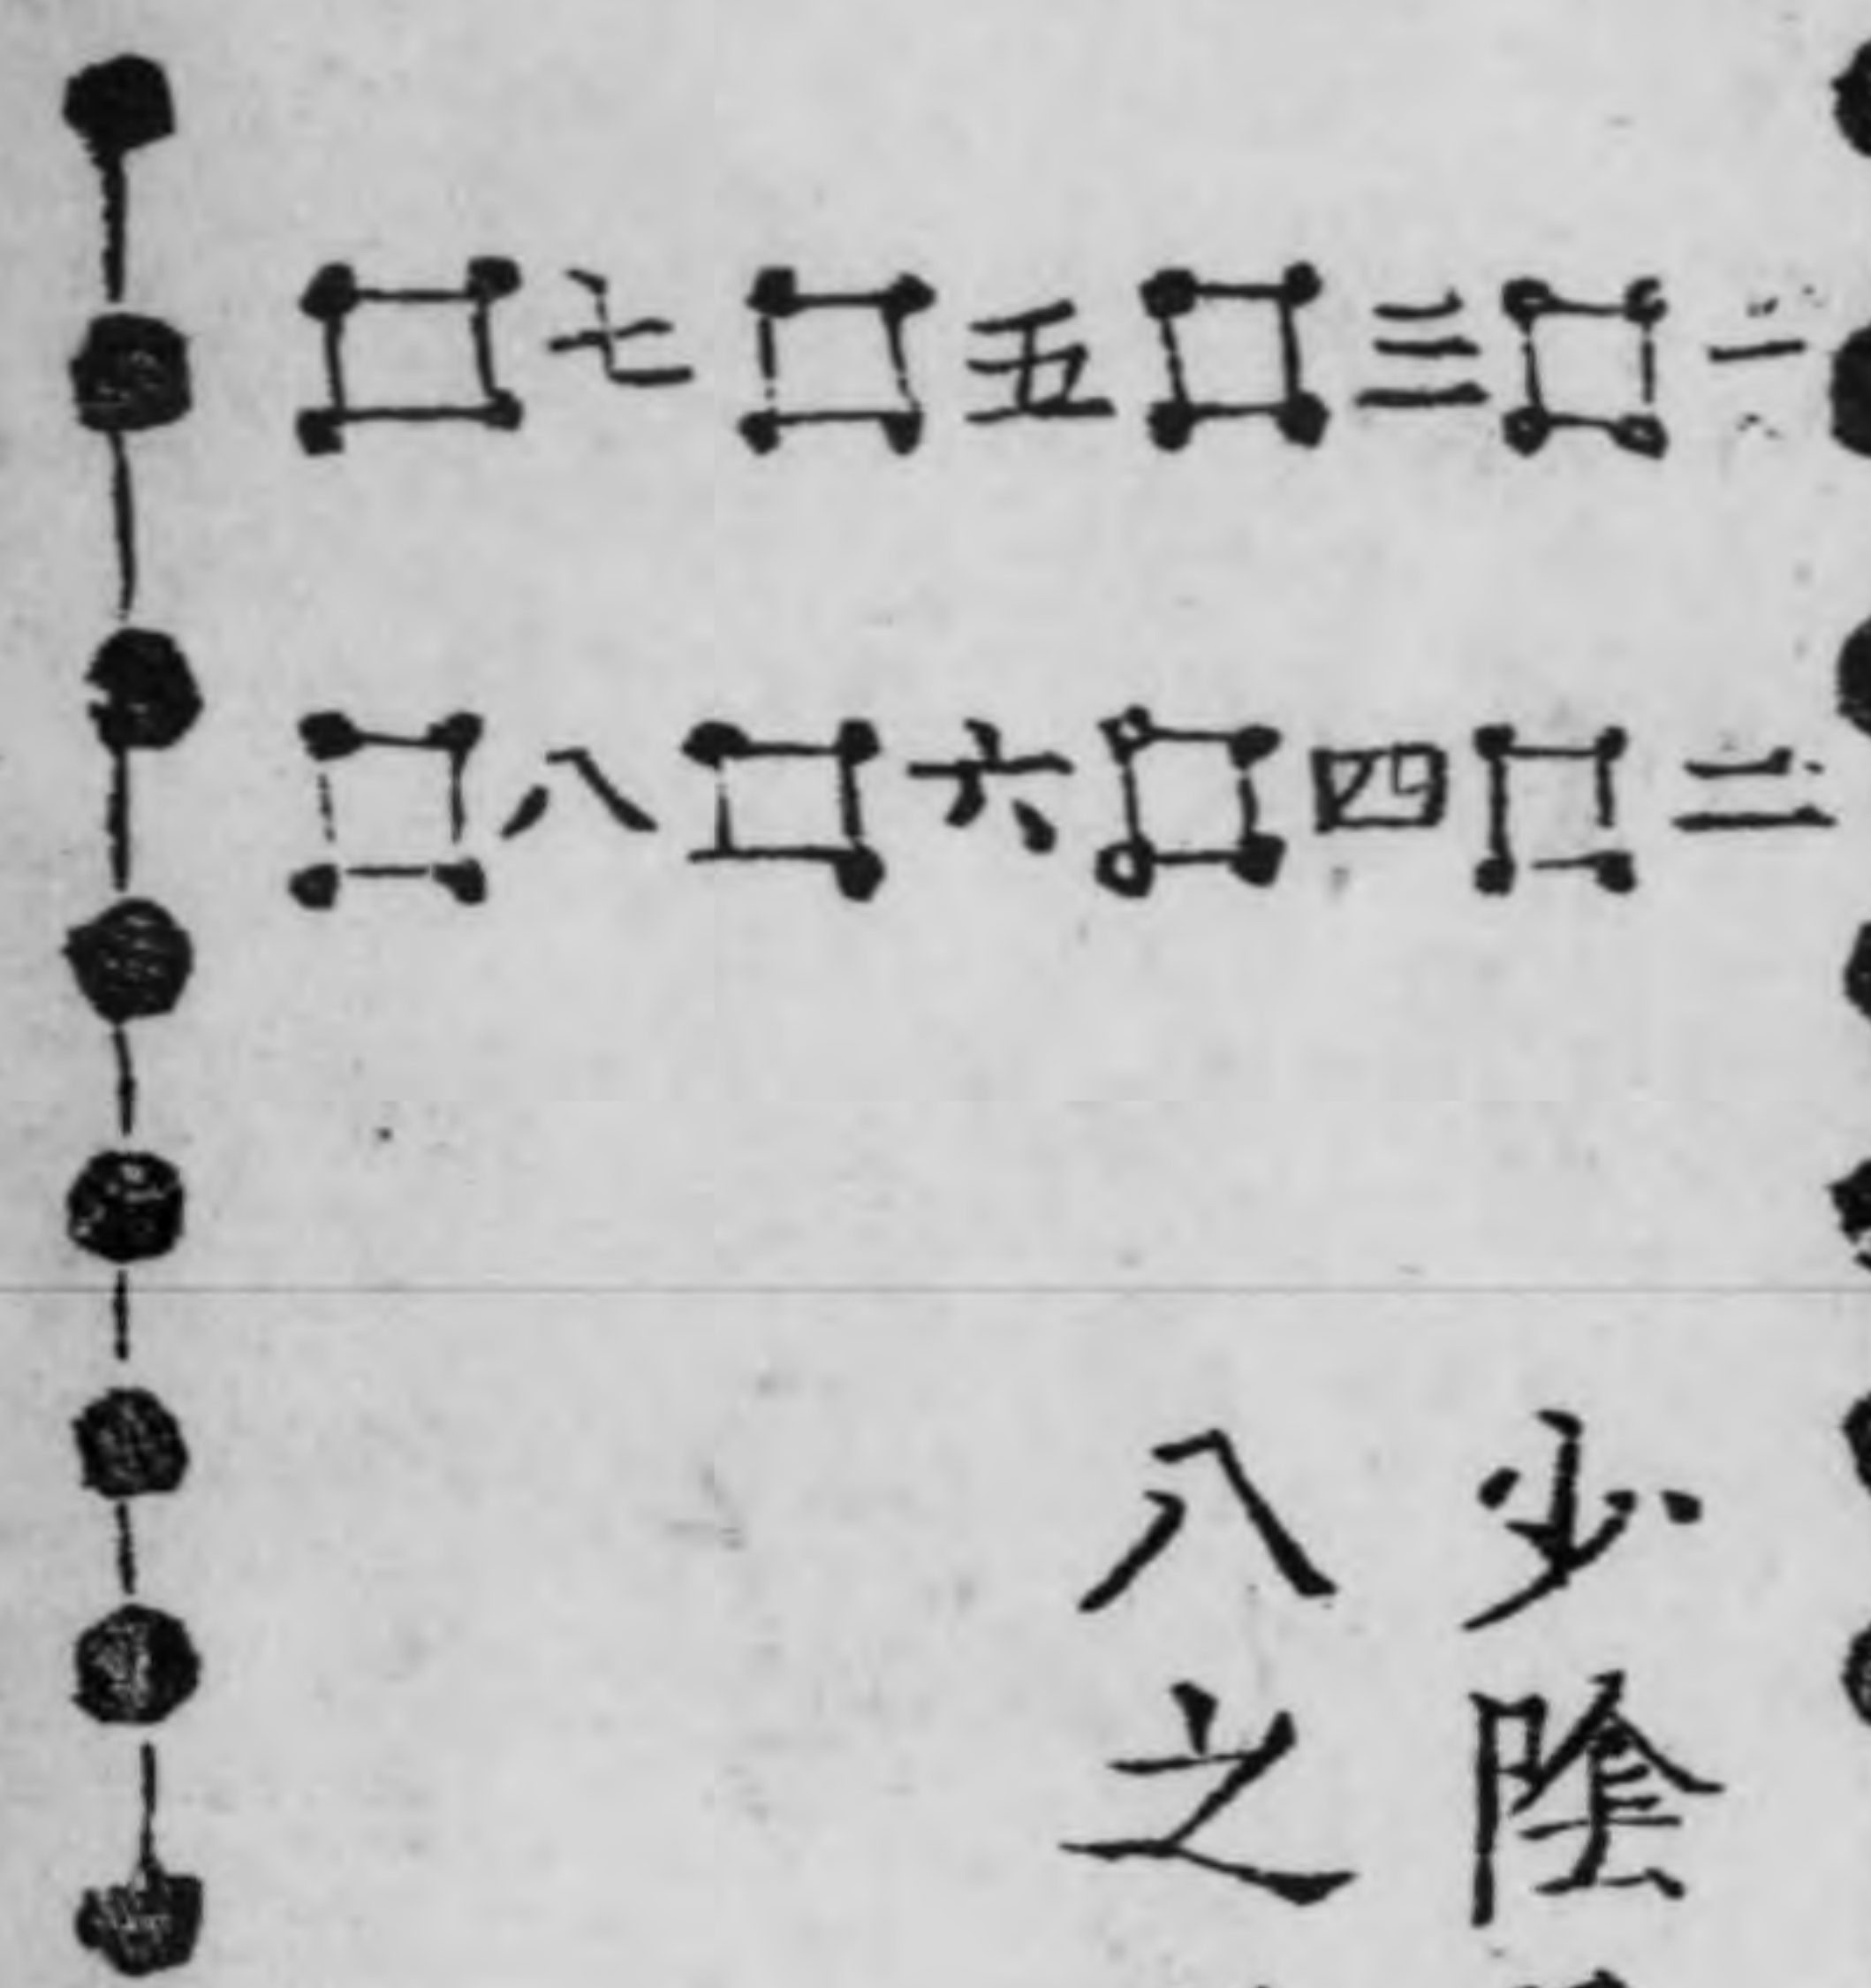 一 三 五 七
二 四 六 八
少陰
八之